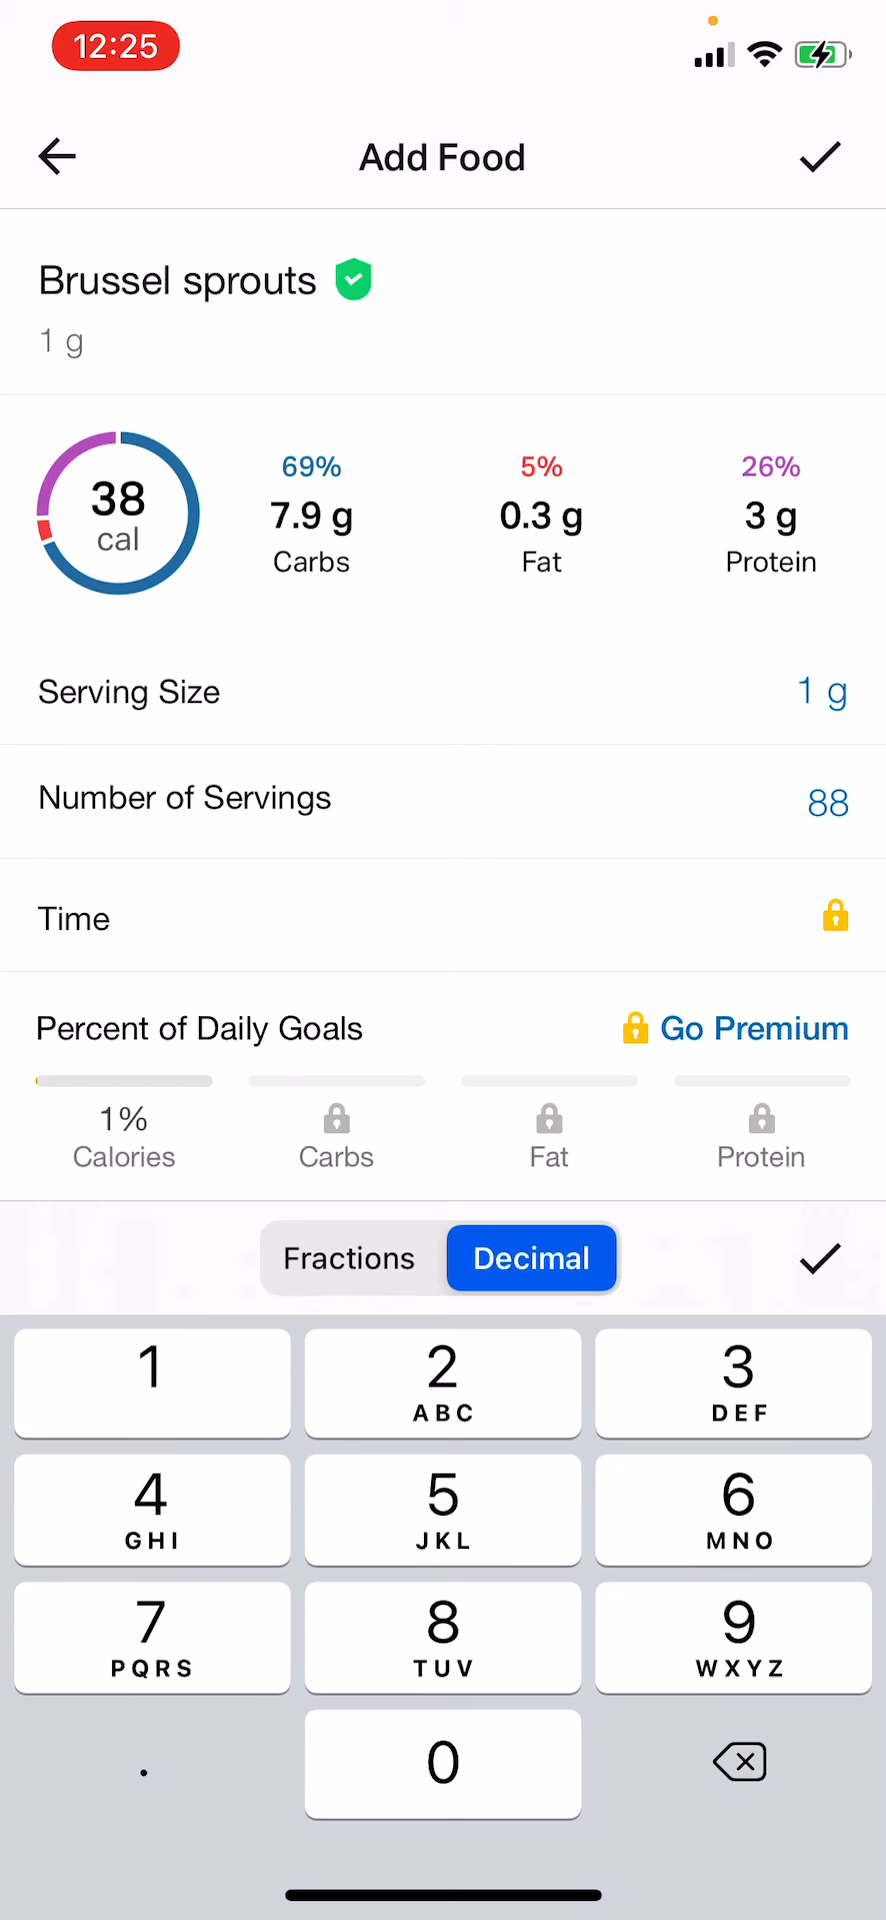 12:25
Add Food
Brussel sprouts
1 g
38
cal
69%
7.9 g
Carbs
5%
0.3 g
Fat
26%
3 g
Protein
Serving Size
1 g
Number of Servings
88
Time
Percent of Daily Goals
Go Premium
1%
Calories
Carbs
Fat
Protein
Fractions
Decimal
1
2
ABC
3
DEF
4
GHI
5
JKL
6
MNO
7
PQRS
8
TUV
9
WXYZ
.
0